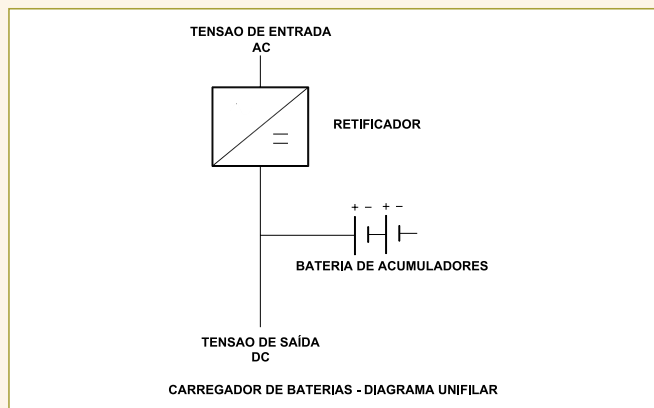 TENSAO DE ENTRADA
AC
RETIFICADOR
+ - + -
BATERIA DE ACUMULADORES
TENSAO DE SAÍDA
DC
CARREGADOR DE BATERIAS - DIAGRAMA UNIFILAR